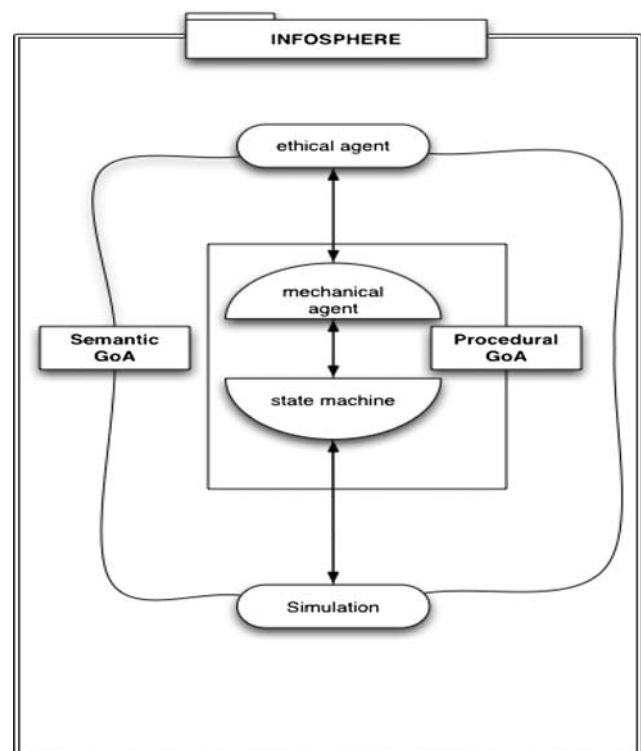 INFOSPHERE
ethical agent
mechanical
agent
Semantic
GoA
Procedural
GoA
state machine
Simulation